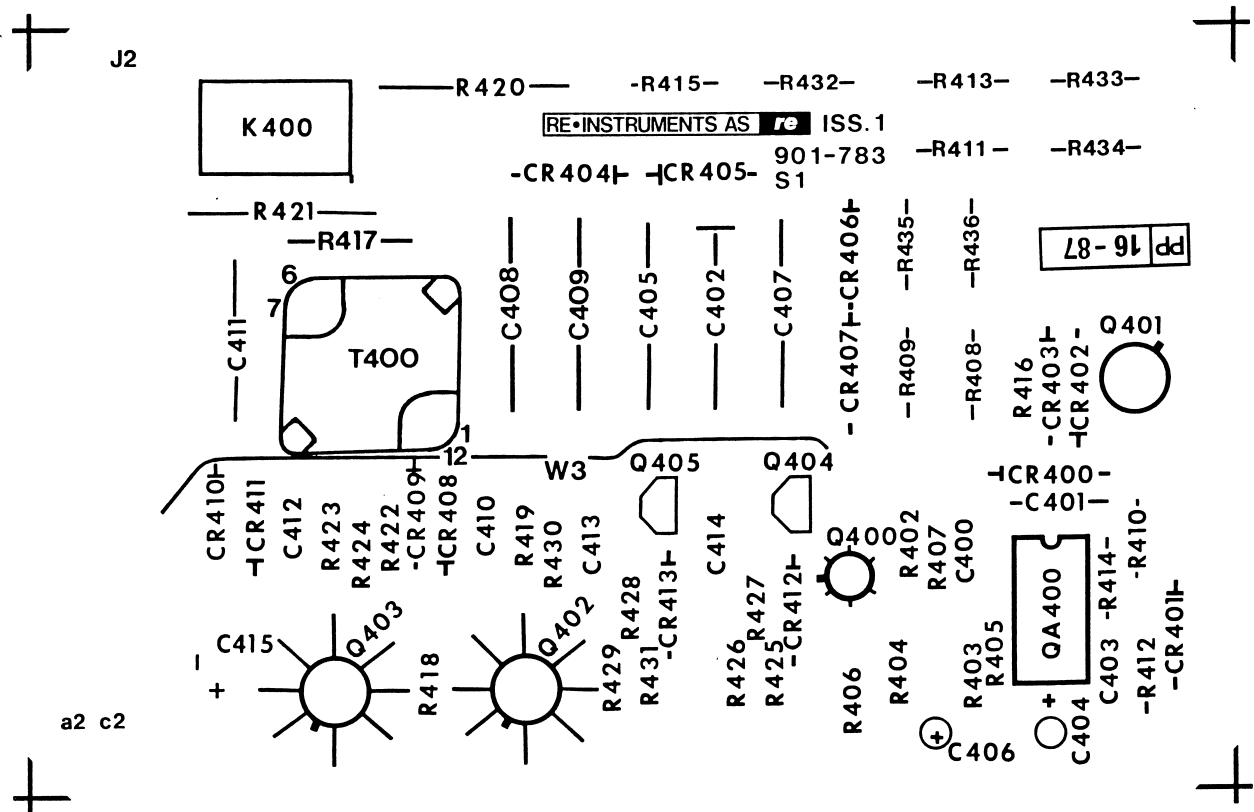 J2
R420
-R415-
-R432-
-R413-
-R433-
K400
RE•INSTRUMENTS AS re ISS.1
901-783
S1
-R411-
-R434-
-CR404
CR405-
R421
R417
C411
6
7
T400
1
12
C408
C409
C405
C402
C407
-CR406
-CR407
-R435-
-R436-
-R409-
-R408-
PP 16-87
Q401
R416
-CR403
CR402-
W3
Q405
Q404
CR400-
-C401-
CR410
CR411
C412
R423
R424
R422
-CR409
CR408
C410
R419
R430
C413
R428
-CR413
C414
R427
-CR412
Q400
R402
R407
C400
QA400
-R414-
-R410-
-CR401
C415
-
+
Q403
R418
Q402
R429
R431
R426
R425
R406
R404
R403
R405
C403
-R412
+
C404
+
C406
a2 c2